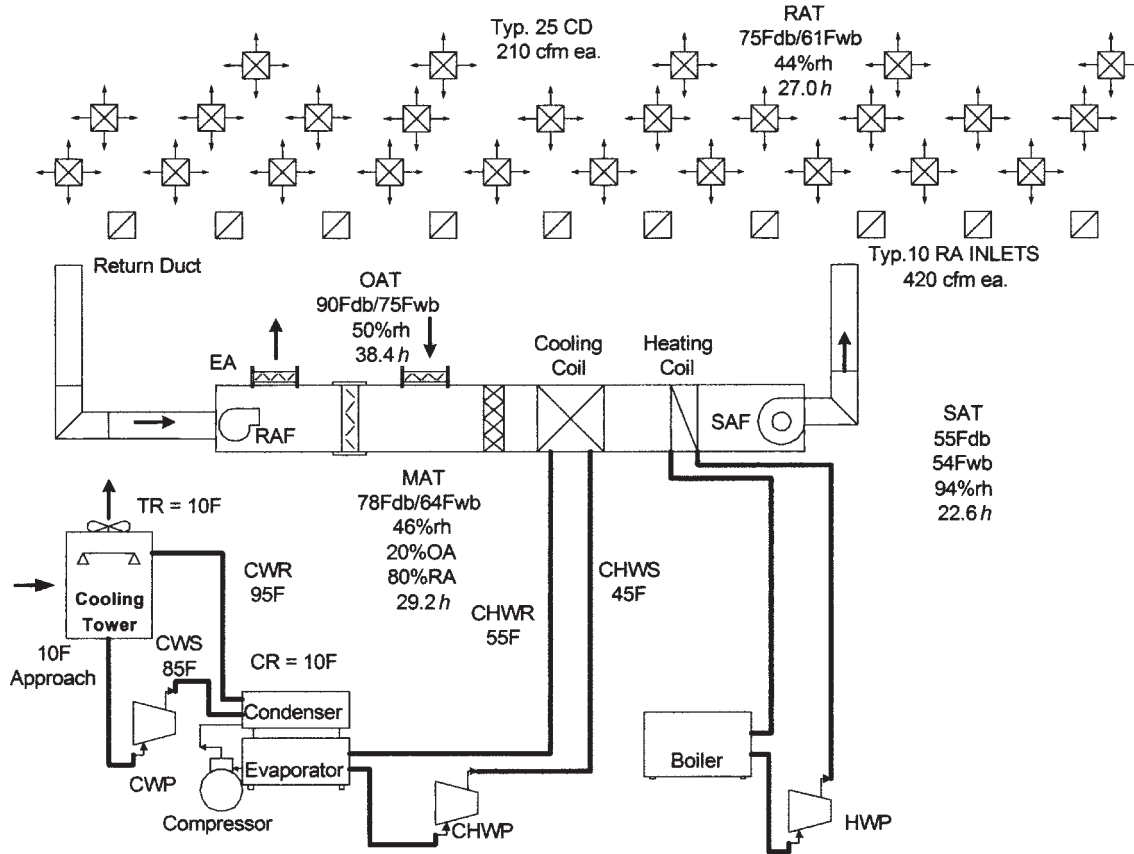 Typ. 25 CD
210 cfm ea.
RAT
75Fdb/61Fwb
44%rh
27.0 h
Return Duct
Typ.10 RA INLETS
420 cfm ea.
OAT
90Fdb/75Fwb
50%rh
38.4 h
EA
Cooling
Coil
Heating
Coil
RAF
SAF
SAT
55Fdb
54Fwb
94%rh
22.6 h
MAT
78Fdb/64Fwb
46%rh
20%OA
80%RA
29.2 h
TR = 10F
Cooling
Tower
CWR
95F
CHWR
55F
CHWS
45F
10F
Approach
CWS
85F
CR = 10F
Condenser
Evaporator
CWP
Compressor
CHWP
Boiler
HWP